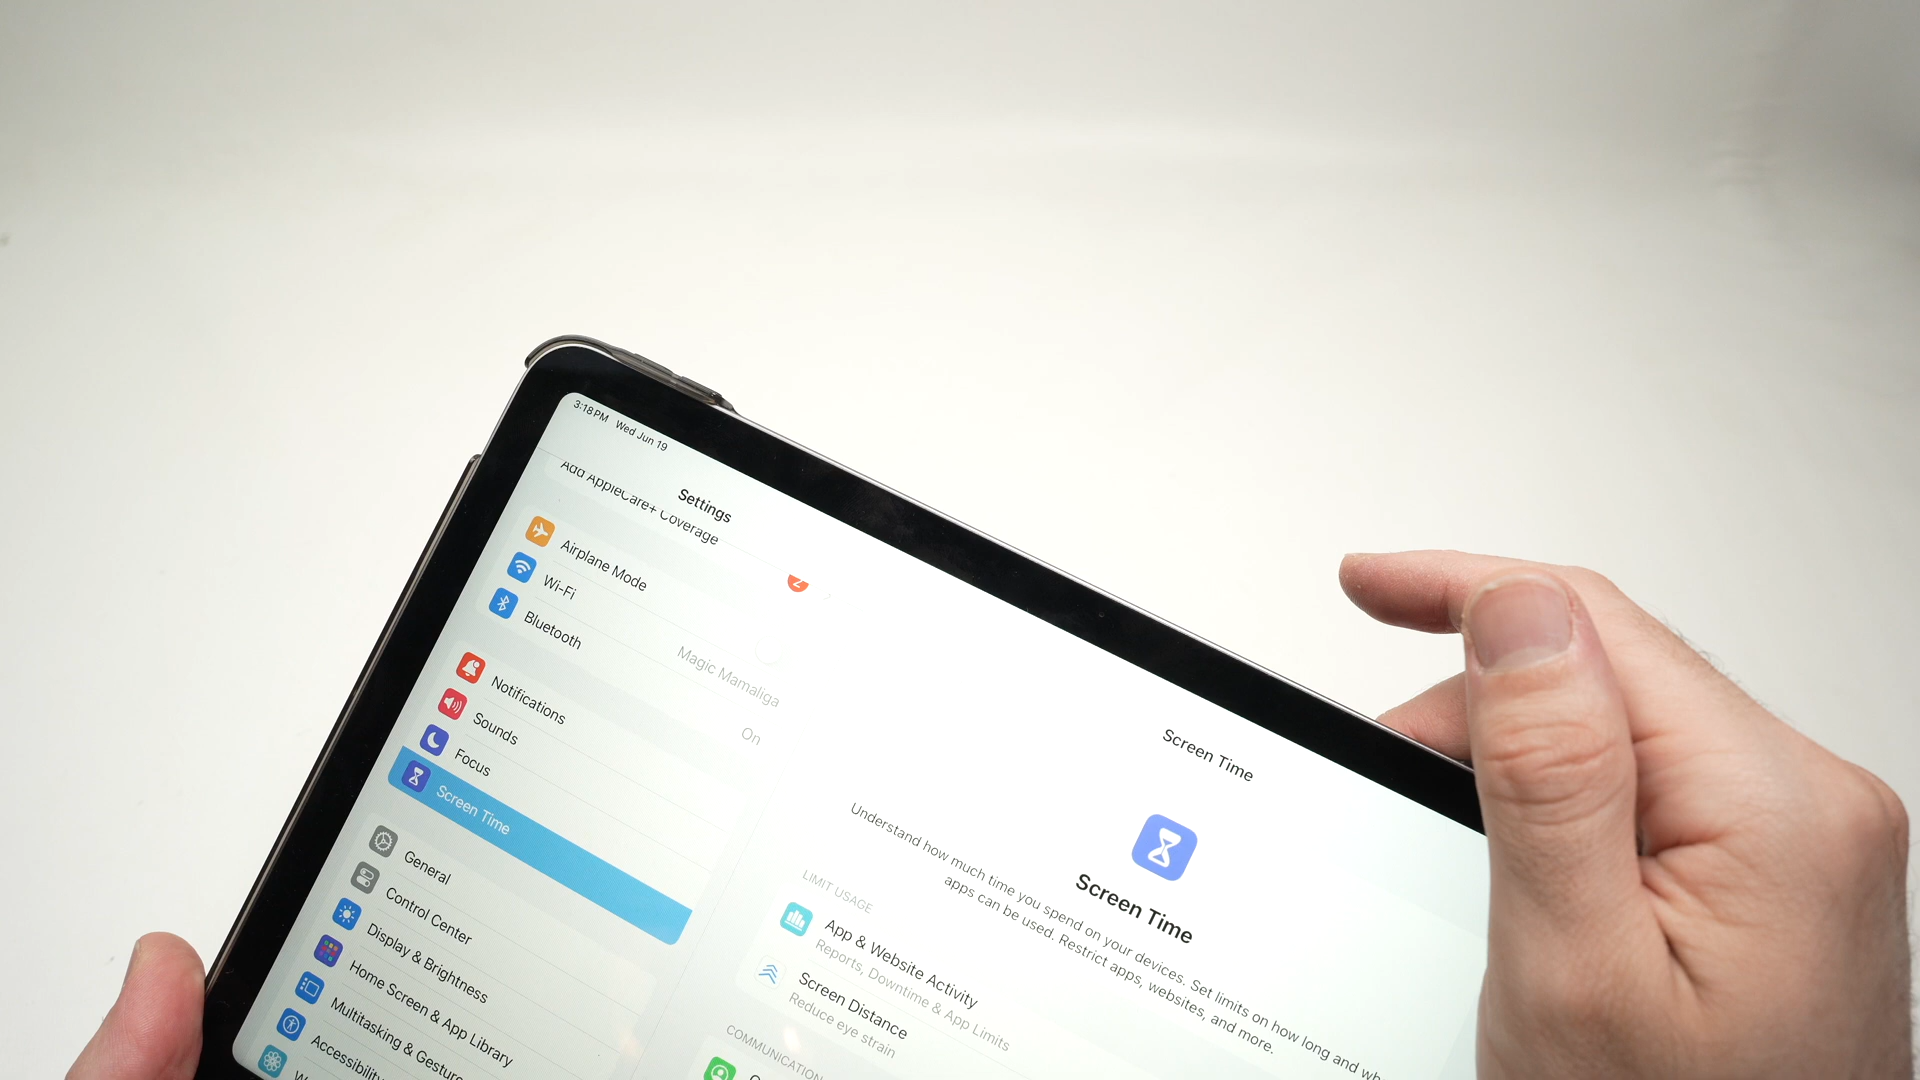 3:18 PM Wed Jun 19
Settings
Add AppleCare+ Coverage
2
Airplane Mode
Wi-Fi
Magic Mamaliga
Bluetooth
On
Notifications
Sounds
Focus
Screen Time
General
Control Center
Display & Brightness
Home Screen & App Library
Multitasking & Gesture
Accessibility
Screen Time
Screen Time
Understand how much time you spend on your devices. Set limits on how long and
apps can be used. Restrict apps, websites, and more.
LIMIT USAGE
App & Website Activity
Reports, Downtime & App Limits
Screen Distance
Reduce eye strain
COMMUNICATION